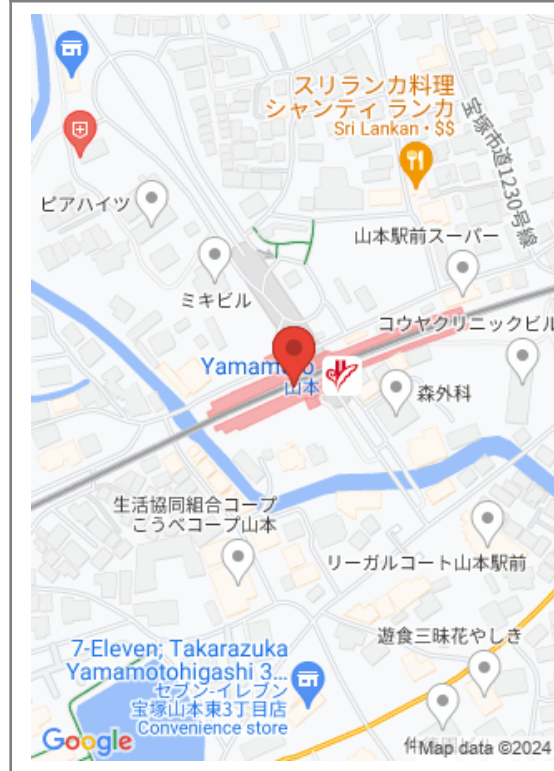 スリランカ料理
シャンティ ランカ
Sri Lankan・$$
宝塚市道1230号線
ピアハイツ
山本駅前スーパー
ミキビル
コウヤクリニックビル
Yamam o
山本
森外科
生活協同組合コープ
こうべコープ山本
リーガルコート山本駅前
遊食三昧花やしき
7-Eleven; Takarazuka
Yamamotohigashi 3...
セブン-イレブン
宝塚山本東3丁目店
Convenience store
Google
Map data ©2024